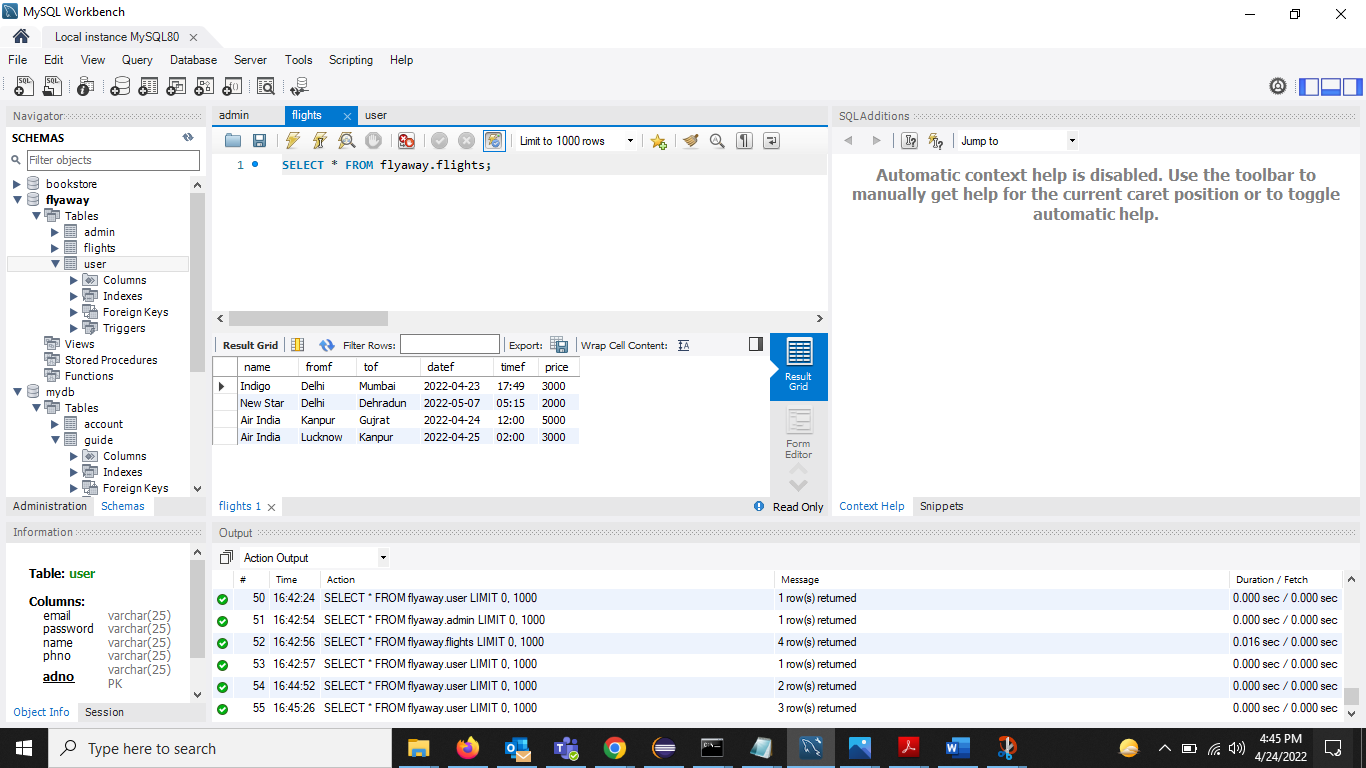 MySQL Workbench
Local instance MySQL80
File Edit View Query Database Server Tools Scripting Help
Navigator
SCHEMAS
Filter objects
bookstore
flyaway
Tables
admin
flights
user
Columns
Indexes
Foreign Keys
Triggers
Views
Stored Procedures
Functions
mydb
Tables
account
guide
Columns
Indexes
Foreign Keys
Administration Schemas
Information
Table: user
Columns:
email varchar(25)
password varchar(25)
name varchar(25)
phno varchar(25)
adno varchar(25)
PK
Object Info Session
admin flights user
Limit to 1000 rows
1 SELECT * FROM flyaway.flights;
Result Grid Filter Rows: Export: Wrap Cell Content:
name fromf tof datef timef price
Indigo Delhi Mumbai 2022-04-23 17:49 3000
New Star Delhi Dehradun 2022-05-07 05:15 2000
Air India Kanpur Gujrat 2022-04-24 12:00 5000
Air India Lucknow Kanpur 2022-04-25 02:00 3000
Result
Grid
Form
Editor
flights 1 Read Only
SQLAdditions
Jump to
Automatic context help is disabled. Use the toolbar to
manually get help for the current caret position or to toggle
automatic help.
Context Help Snippets
Output
Action Output
# Time Action Message Duration / Fetch
50 16:42:24 SELECT * FROM flyaway.user LIMIT 0, 1000 1 row(s) returned 0.000 sec / 0.000 sec
51 16:42:54 SELECT * FROM flyaway.admin LIMIT 0, 1000 1 row(s) returned 0.000 sec / 0.000 sec
52 16:42:56 SELECT * FROM flyaway.flights LIMIT 0, 1000 4 row(s) returned 0.016 sec / 0.000 sec
53 16:42:57 SELECT * FROM flyaway.user LIMIT 0, 1000 1 row(s) returned 0.000 sec / 0.000 sec
54 16:44:52 SELECT * FROM flyaway.user LIMIT 0, 1000 2 row(s) returned 0.000 sec / 0.000 sec
55 16:45:26 SELECT * FROM flyaway.user LIMIT 0, 1000 3 row(s) returned 0.000 sec / 0.000 sec
Type here to search
4:45 PM
4/24/2022